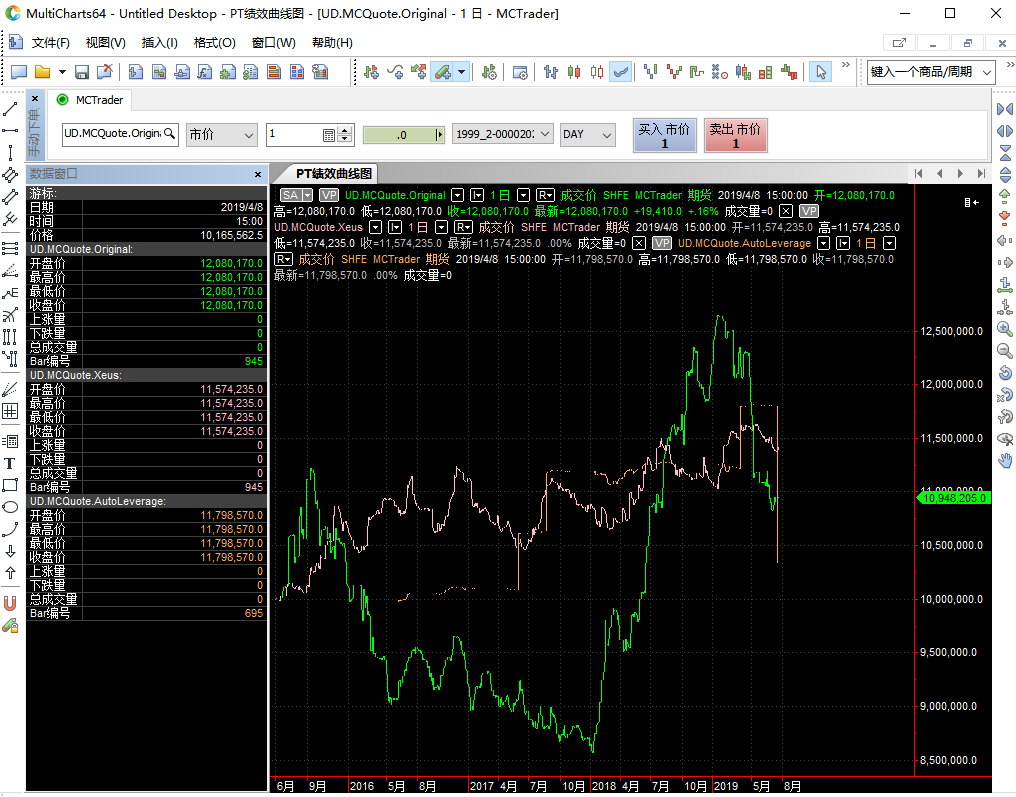 MultiCharts64 - Untitled Desktop - PT绩效曲线图 - [UD.MCQuote.Original - 1 日 - MCTrader]
文件(F) 视图(V) 插入(I) 格式(O) 窗口(W) 帮助(H)
键入一个商品/周期
手动下单
MCTrader
UD.MCQuote.Origina 市价 1 .0 1999_2-0000202 DAY 买入 市价 1 卖出 市价 1
数据窗口
PT绩效曲线图
游标:
日期 2019/4/8
时间 15:00
价格 10,165,562.5
UD.MCQuote.Original:
开盘价 12,080,170.0
最高价 12,080,170.0
最低价 12,080,170.0
收盘价 12,080,170.0
上涨量 0
下跌量 0
总成交量 0
Bar编号 945
UD.MCQuote.Xeus:
开盘价 11,574,235.0
最高价 11,574,235.0
最低价 11,574,235.0
收盘价 11,574,235.0
上涨量 0
下跌量 0
总成交量 0
Bar编号 945
UD.MCQuote.AutoLeverage:
开盘价 11,798,570.0
最高价 11,798,570.0
最低价 11,798,570.0
收盘价 11,798,570.0
上涨量 0
下跌量 0
总成交量 0
Bar编号 695
SA VP UD.MCQuote.Original 1 日 R 成交价 SHFE MCTrader 期货 2019/4/8 15:00:00 开=12,080,170.0
高=12,080,170.0 低=12,080,170.0 收=12,080,170.0 最新=12,080,170.0 +19,410.0 +.16% 成交量=0 VP
UD.MCQuote.Xeus 1 日 R 成交价 SHFE MCTrader 期货 2019/4/8 15:00:00 开=11,574,235.0 高=11,574,235.0
低=11,574,235.0 收=11,574,235.0 最新=11,574,235.0 .00% 成交量=0 VP UD.MCQuote.AutoLeverage 1 日
R 成交价 SHFE MCTrader 期货 2019/4/8 15:00:00 开=11,798,570.0 高=11,798,570.0 低=11,798,570.0 收=11,798,570.0
最新=11,798,570.0 .00% 成交量=0
12,500,000.0
12,000,000.0
11,500,000.0
11,000,000.0
10,948,205.0
10,500,000.0
10,000,000.0
9,500,000.0
9,000,000.0
8,500,000.0
6月 9月 2016 5月 8月 2017 4月 7月 10月 2018 4月 7月 10月 2019 5月 8月